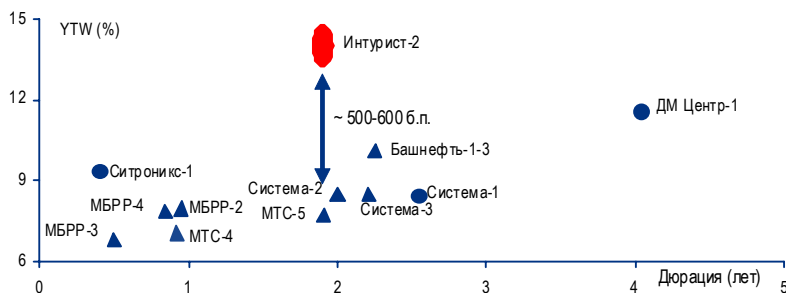 15
YTW (%)
Интурист-2
12
ДМ Центр-1
~ 500-600 б.п.
Башнефть-1-3
Ситроникс-1
9
Система-2
Система-1
МБРР-4
МБРР-2
Система-3
МТС-5
МБРР-3
МТС-4
6
Дюрация (лет)
0
1
2
3
4
5